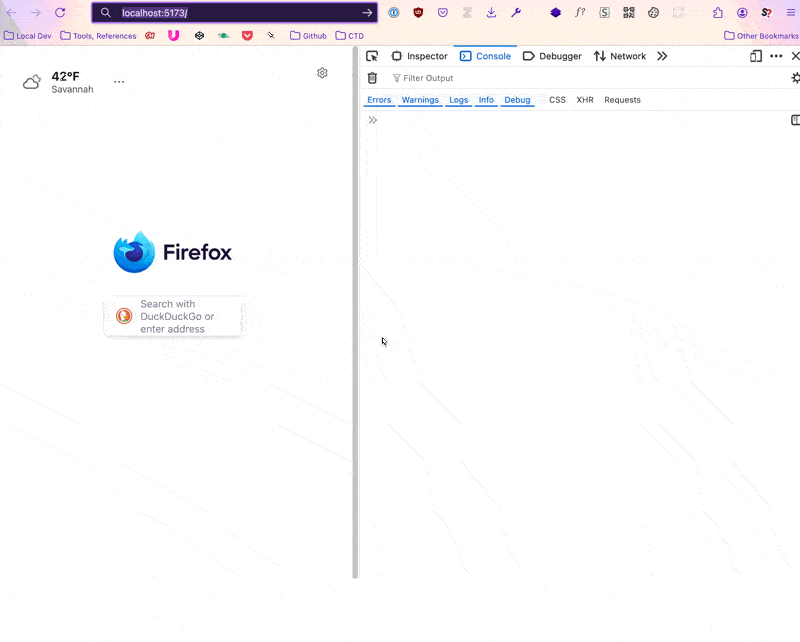 localhost:5173/
Local Dev
Tools, References
Github
CTD
Other Bookmarks
42°F
Savannah
Inspector
Console
Debugger
Network
Filter Output
Errors
Warnings
Logs
Info
Debug
CSS
XHR
Requests
Firefox
Search with
DuckDuckGo or
enter address